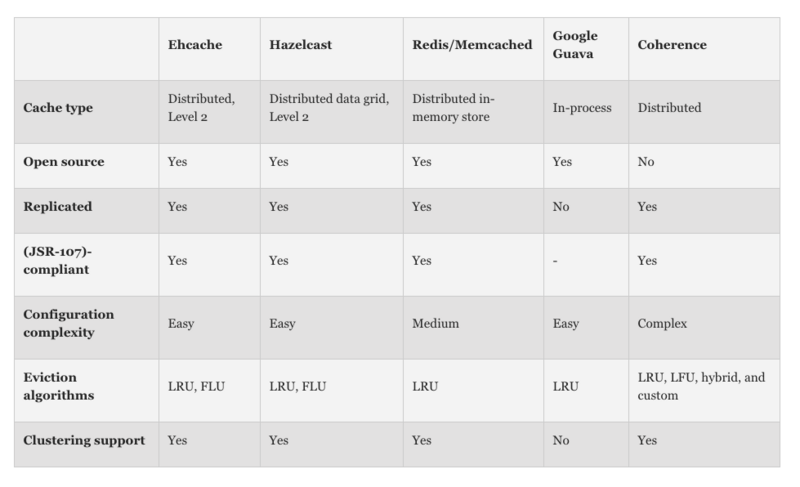 Ehcache Hazelcast Redis/Memcached Google Guava Coherence
Cache type Distributed, Level 2 Distributed data grid, Level 2 Distributed in-memory store In-process Distributed
Open source Yes Yes Yes Yes No
Replicated Yes Yes Yes No Yes
(JSR-107)-compliant Yes Yes Yes - Yes
Configuration complexity Easy Easy Medium Easy Complex
Eviction algorithms LRU, FLU LRU, FLU LRU LRU LRU, LFU, hybrid, and custom
Clustering support Yes Yes Yes No Yes